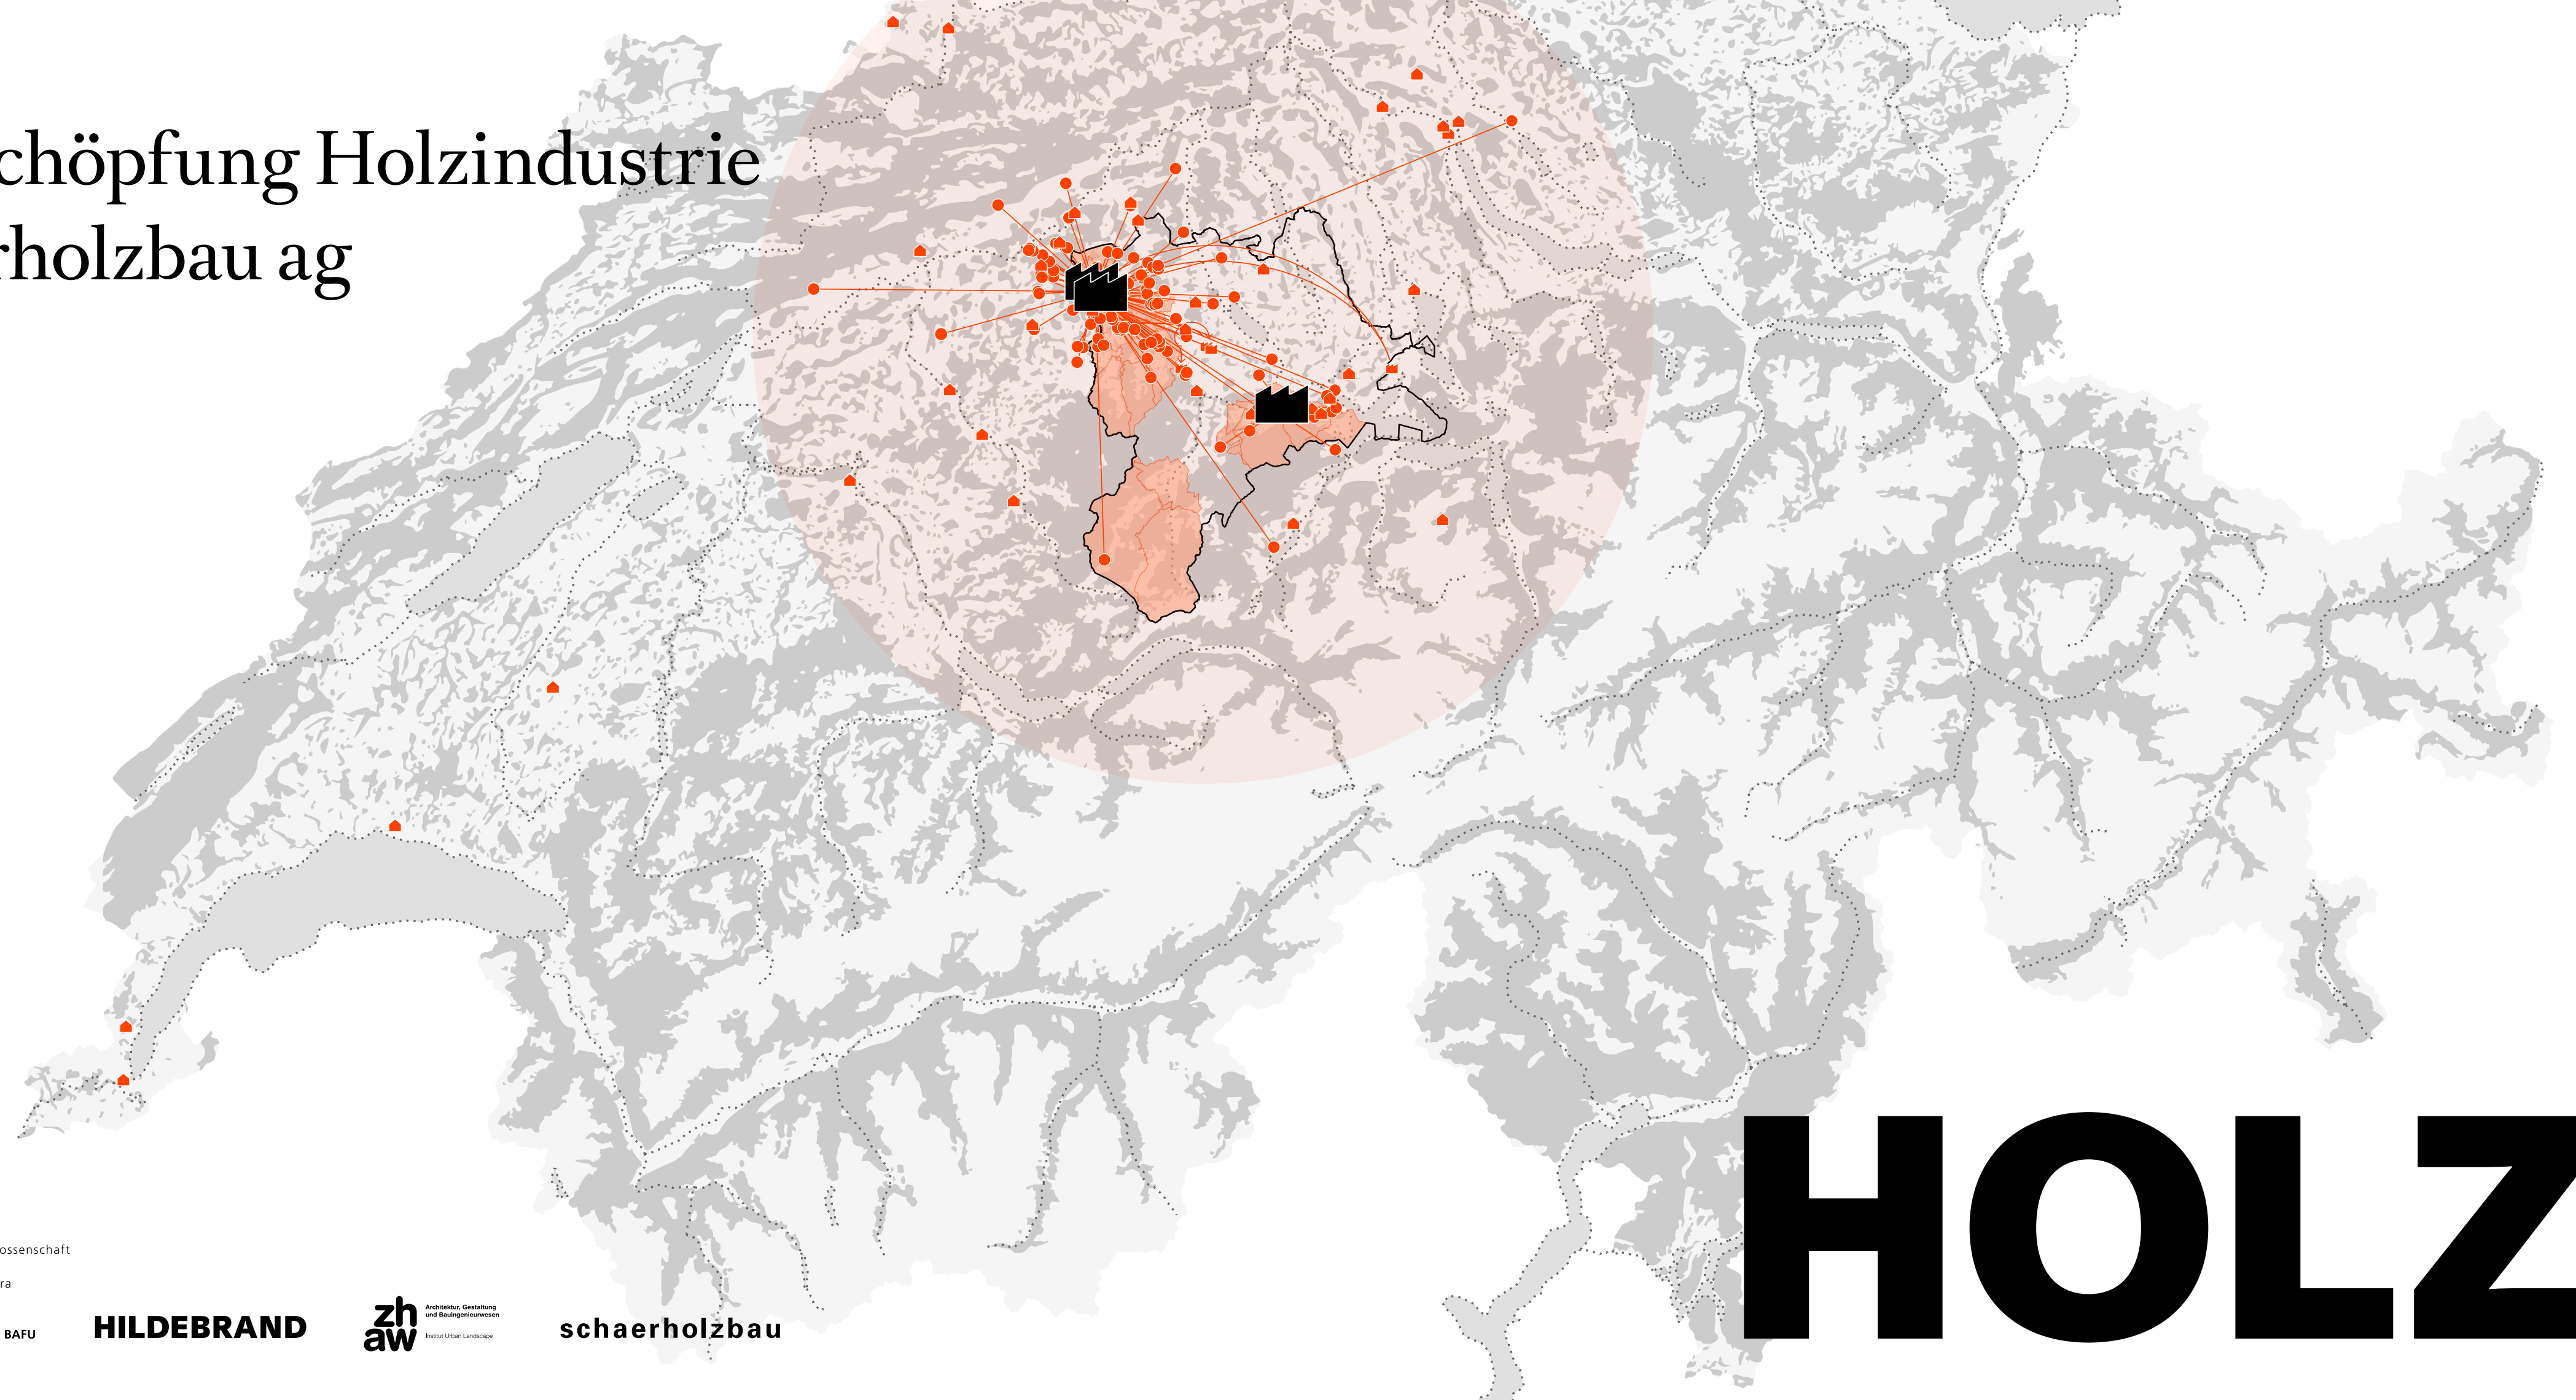 chöpfung Holzindustrie
rholzbau ag
ossenschaft
ra
BAFU
HILDEBRAND
zh
aw
Architektur, Gestaltung
und Bauingenieurwesen
Institut Urban Landscape
schaerholzbau
HOLZ